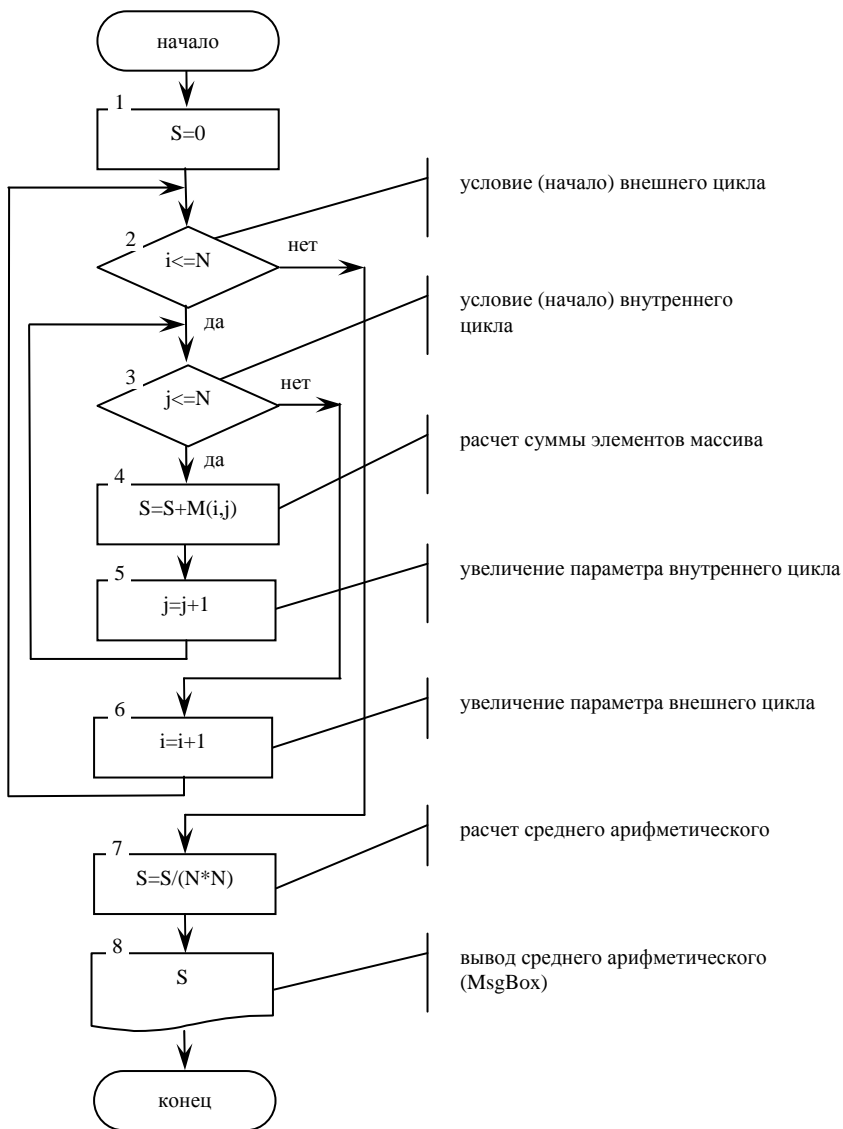 начало
1
S=0
условие (начало) внешнего цикла
2
i<=N
нет
да
условие (начало) внутреннего
цикла
3
j<=N
нет
да
расчет суммы элементов массива
4
S=S+M(i,j)
5
j=j+1
увеличение параметра внутреннего цикла
6
i=i+1
увеличение параметра внешнего цикла
7
S=S/(N*N)
расчет среднего арифметического
8
S
вывод среднего арифметического
(MsgBox)
конец